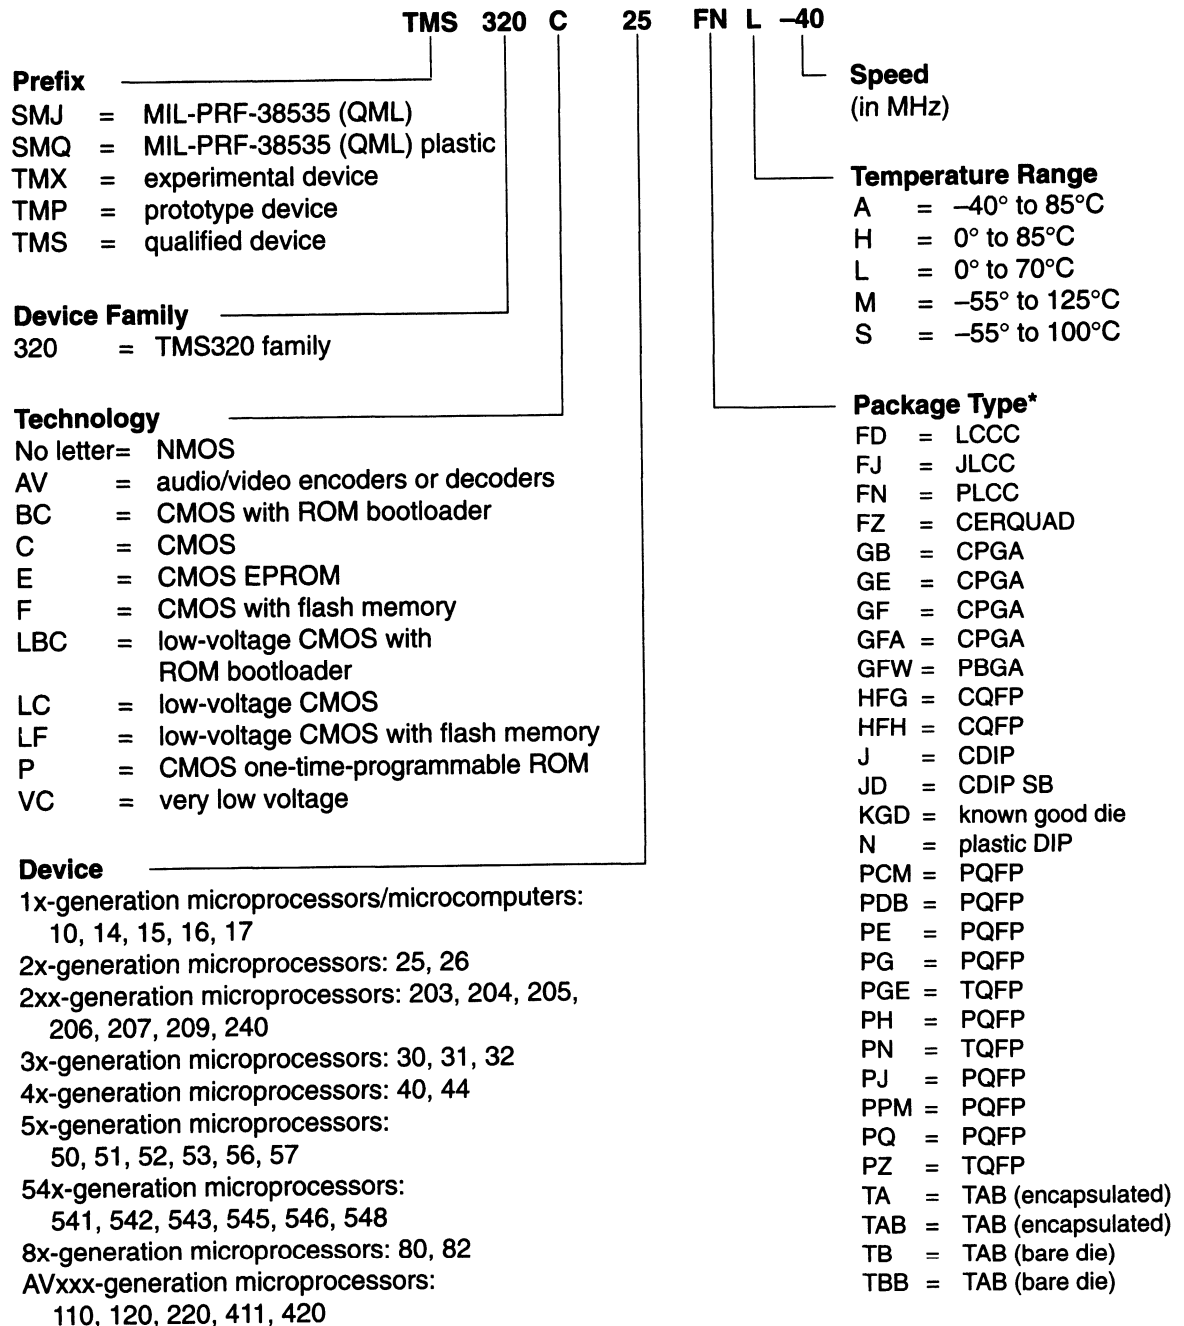 TMS 320 C 25 FN L –40
Prefix
SMJ = MIL-PRF-38535 (QML)
SMQ = MIL-PRF-38535 (QML) plastic
TMX = experimental device
TMP = prototype device
TMS = qualified device
Device Family
320 = TMS320 family
Technology
No letter= NMOS
AV = audio/video encoders or decoders
BC = CMOS with ROM bootloader
C = CMOS
E = CMOS EPROM
F = CMOS with flash memory
LBC = low-voltage CMOS with
ROM bootloader
LC = low-voltage CMOS
LF = low-voltage CMOS with flash memory
P = CMOS one-time-programmable ROM
VC = very low voltage
Device
1x-generation microprocessors/microcomputers:
10, 14, 15, 16, 17
2x-generation microprocessors: 25, 26
2xx-generation microprocessors: 203, 204, 205,
206, 207, 209, 240
3x-generation microprocessors: 30, 31, 32
4x-generation microprocessors: 40, 44
5x-generation microprocessors:
50, 51, 52, 53, 56, 57
54x-generation microprocessors:
541, 542, 543, 545, 546, 548
8x-generation microprocessors: 80, 82
AVxxx-generation microprocessors:
110, 120, 220, 411, 420
Speed
(in MHz)
Temperature Range
A = –40° to 85°C
H = 0° to 85°C
L = 0° to 70°C
M = –55° to 125°C
S = –55° to 100°C
Package Type*
FD = LCCC
FJ = JLCC
FN = PLCC
FZ = CERQUAD
GB = CPGA
GE = CPGA
GF = CPGA
GFA = CPGA
GFW = PBGA
HFG = CQFP
HFH = CQFP
J = CDIP
JD = CDIP SB
KGD = known good die
N = plastic DIP
PCM = PQFP
PDB = PQFP
PE = PQFP
PG = PQFP
PGE = TQFP
PH = PQFP
PN = TQFP
PJ = PQFP
PPM = PQFP
PQ = PQFP
PZ = TQFP
TA = TAB (encapsulated)
TAB = TAB (encapsulated)
TB = TAB (bare die)
TBB = TAB (bare die)